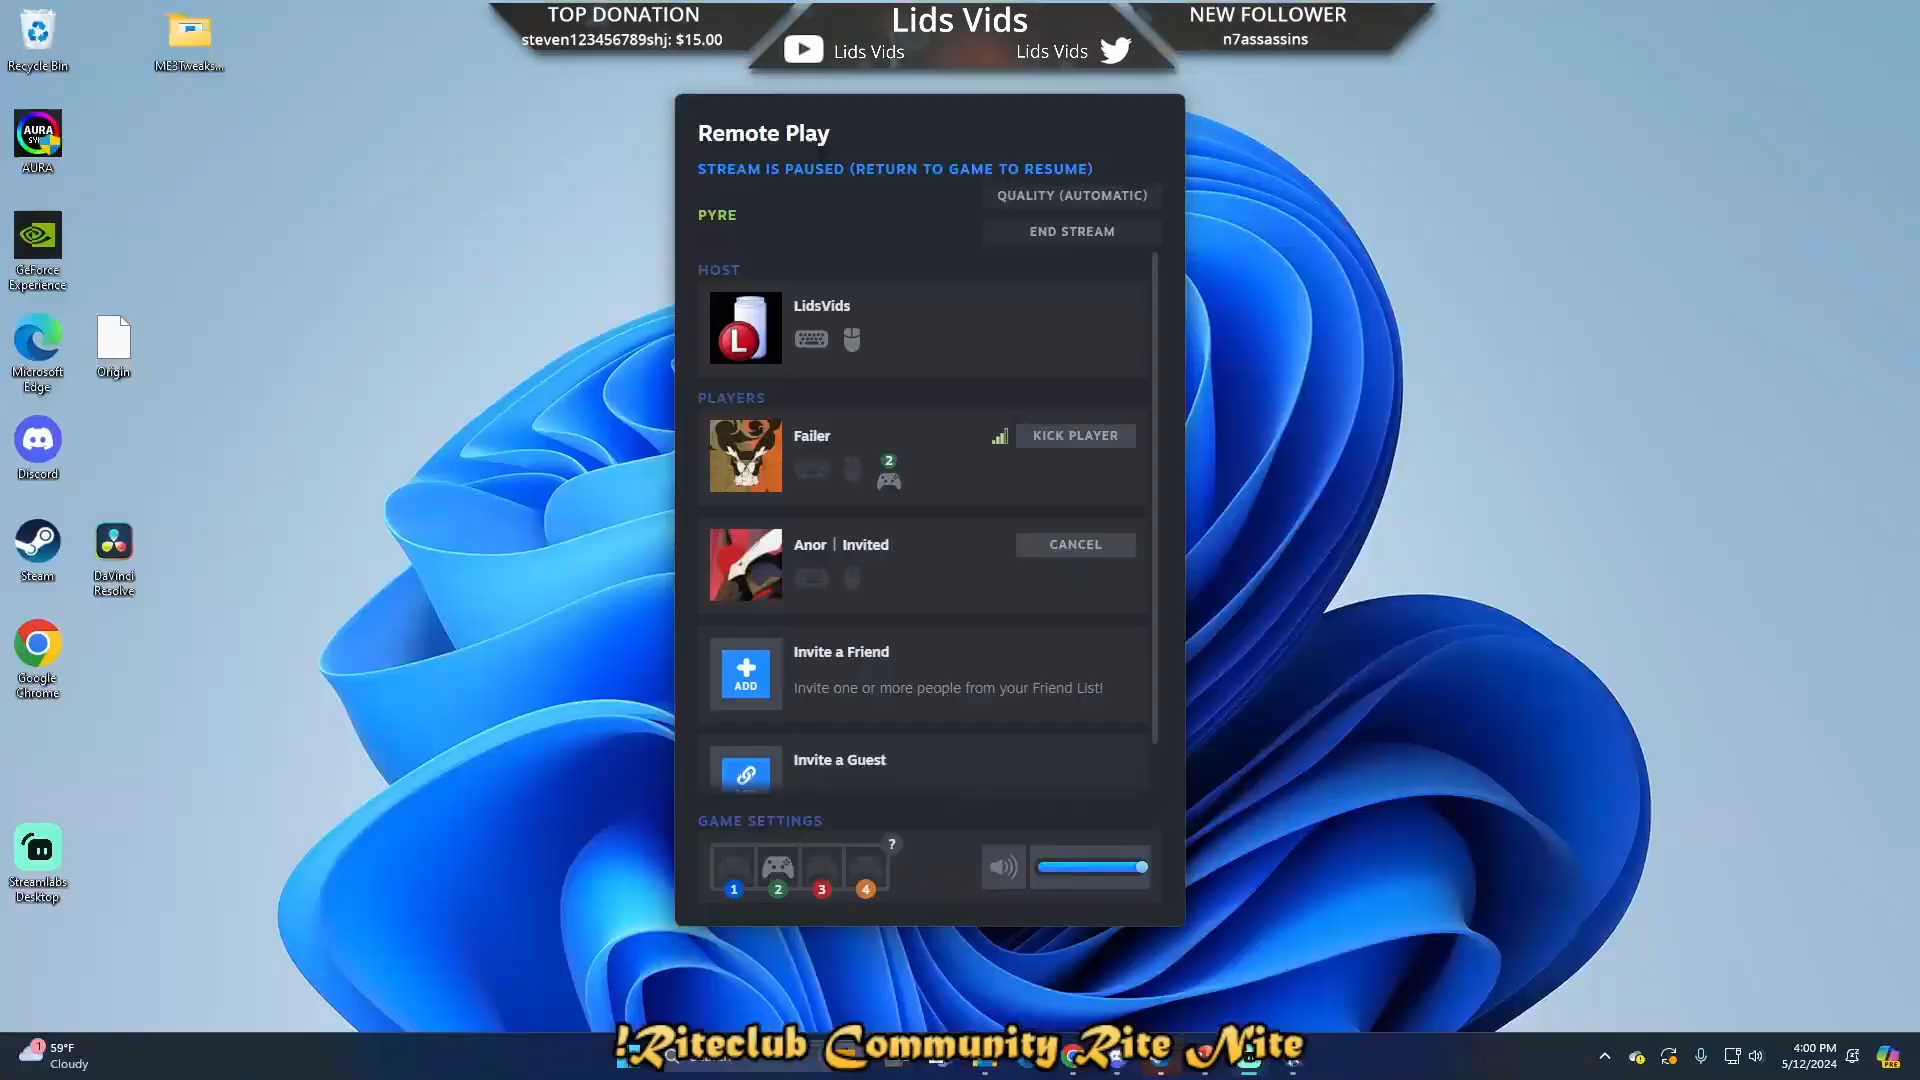 TOP DONATION
steven123456789shj: $15.00
Lids Vids
Lids Vids
Lids Vids
NEW FOLLOWER
n7assassins
Recycle Bin
ME3Tweaks...
AURA
SYNC
AURA
GeForce
Experience
Microsoft
Edge
Origin
Discord
Steam
DaVinci
Resolve
Google
Chrome
Streamlabs
Desktop
Remote Play
STREAM IS PAUSED (RETURN TO GAME TO RESUME)
QUALITY (AUTOMATIC)
PYRE
END STREAM
HOST
L
LidsVids
PLAYERS
Failer
KICK PLAYER
2
Anor | Invited
CANCEL
Invite a Friend
ADD
Invite one or more people from your Friend List!
Invite a Guest
GAME SETTINGS
?
1 2 3 4
!Riteclub Community Rite Nite
1
59°F
Cloudy
4:00 PM
5/12/2024
PRE